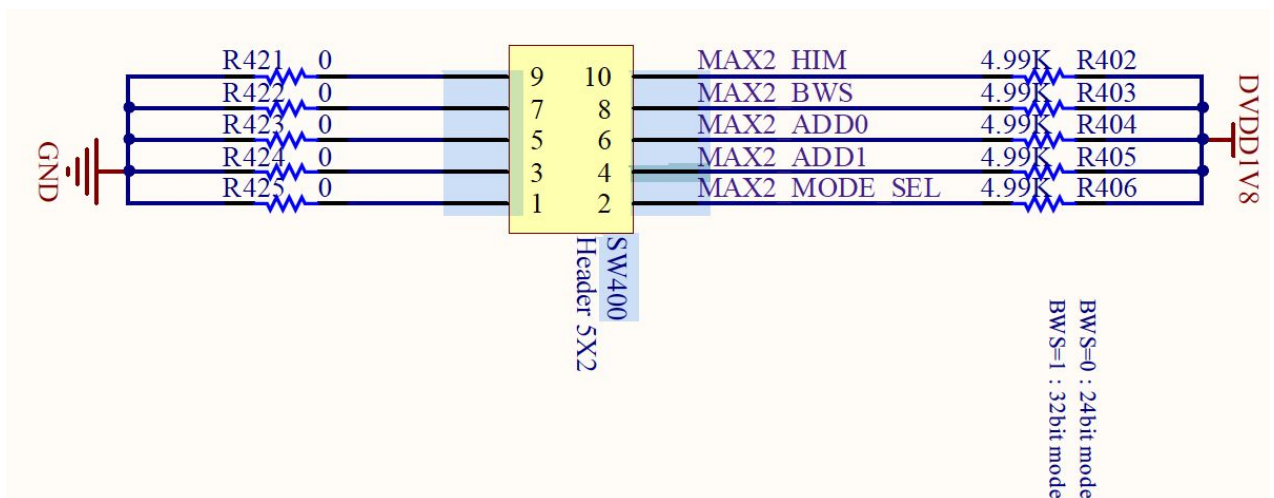 R421 0 9 10 MAX2 HIM 4.99K R402
R422 0 7 8 MAX2 BWS 4.99K R403
R423 0 5 6 MAX2 ADD0 4.99K R404
R424 0 3 4 MAX2 ADD1 4.99K R405
R425 0 1 2 MAX2 MODE SEL 4.99K R406
GND
DVDD1V8
SW400
Header 5X2
BWS=0 : 24bit mode
BWS=1 : 32bit mode